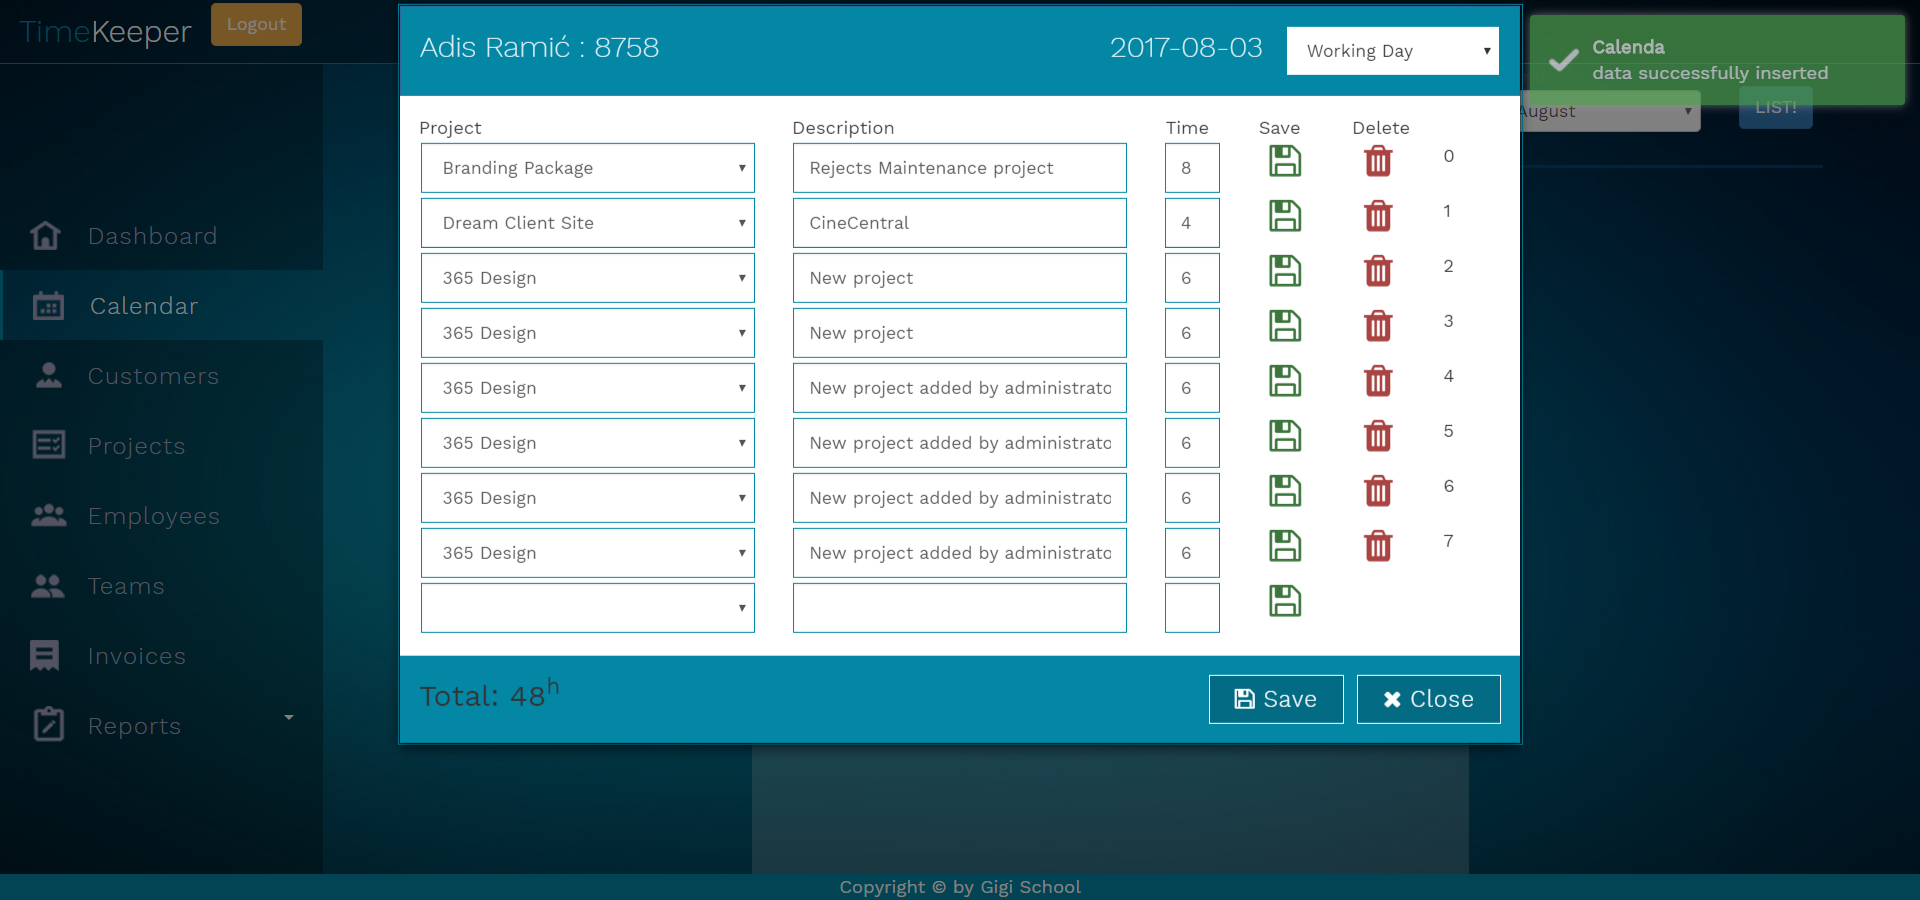 TimeKeeper
Logout
Adis Ramić : 8758
2017-08-03
Working Day
Calenda
data successfully inserted
August
LIST!
Dashboard
Calendar
Customers
Projects
Employees
Teams
Invoices
Reports
Project Description Time Save Delete
Branding Package Rejects Maintenance project 8 0
Dream Client Site CineCentral 4 1
365 Design New project 6 2
365 Design New project 6 3
365 Design New project added by administrato 6 4
365 Design New project added by administrato 6 5
365 Design New project added by administrato 6 6
365 Design New project added by administrato 6 7
Total: 48h
Save
Close
Copyright © by Gigi School